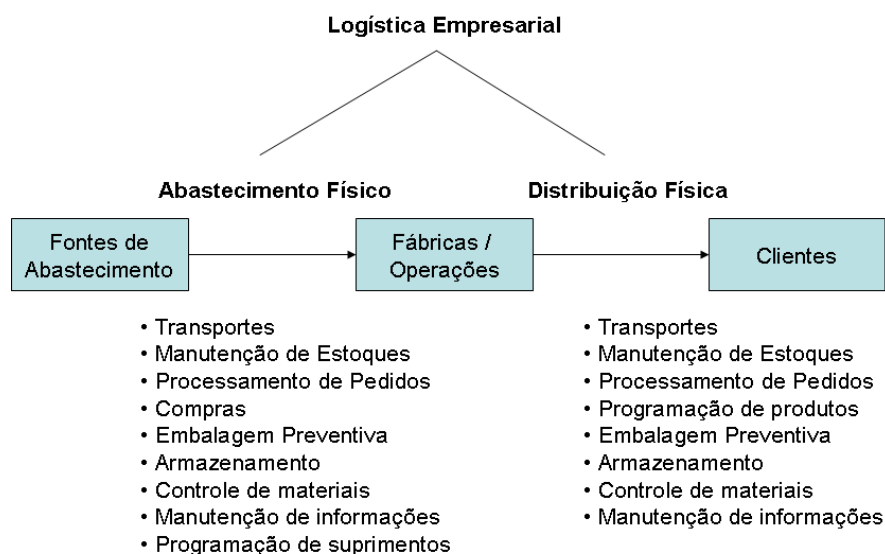 Logística Empresarial
Abastecimento Físico
Distribuição Física
Fontes de
Abastecimento
Fábricas /
Operações
Clientes
• Transportes
• Manutenção de Estoques
• Processamento de Pedidos
• Compras
• Embalagem Preventiva
• Armazenamento
• Controle de materiais
• Manutenção de informações
• Programação de suprimentos
• Transportes
• Manutenção de Estoques
• Processamento de Pedidos
• Programação de produtos
• Embalagem Preventiva
• Armazenamento
• Controle de materiais
• Manutenção de informações